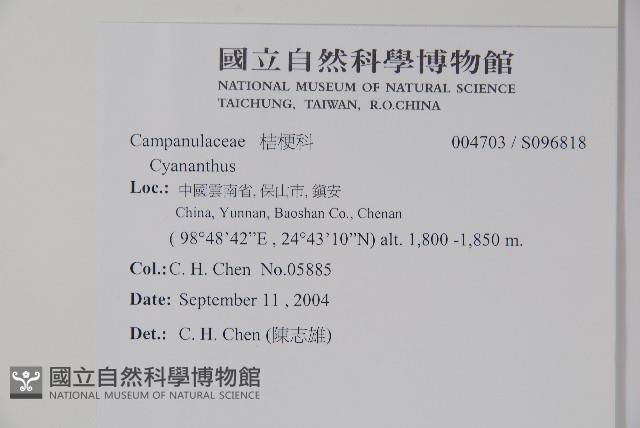 國立自然科學博物館
NATIONAL MUSEUM OF NATURAL SCIENCE
TAICHUNG, TAIWAN, R.O.CHINA
Campanulaceae 桔梗科 004703 / S096818
Cyananthus
Loc.: 中國雲南省, 保山市, 鎮安
China, Yunnan, Baoshan Co., Chenan
( 98°48’42”E , 24°43’10”N) alt. 1,800 -1,850 m.
Col.: C. H. Chen No.05885
Date: September 11 , 2004
Det.: C. H. Chen (陳志雄)
國立自然科學博物館
NATIONAL MUSEUM OF NATURAL SCIENCE